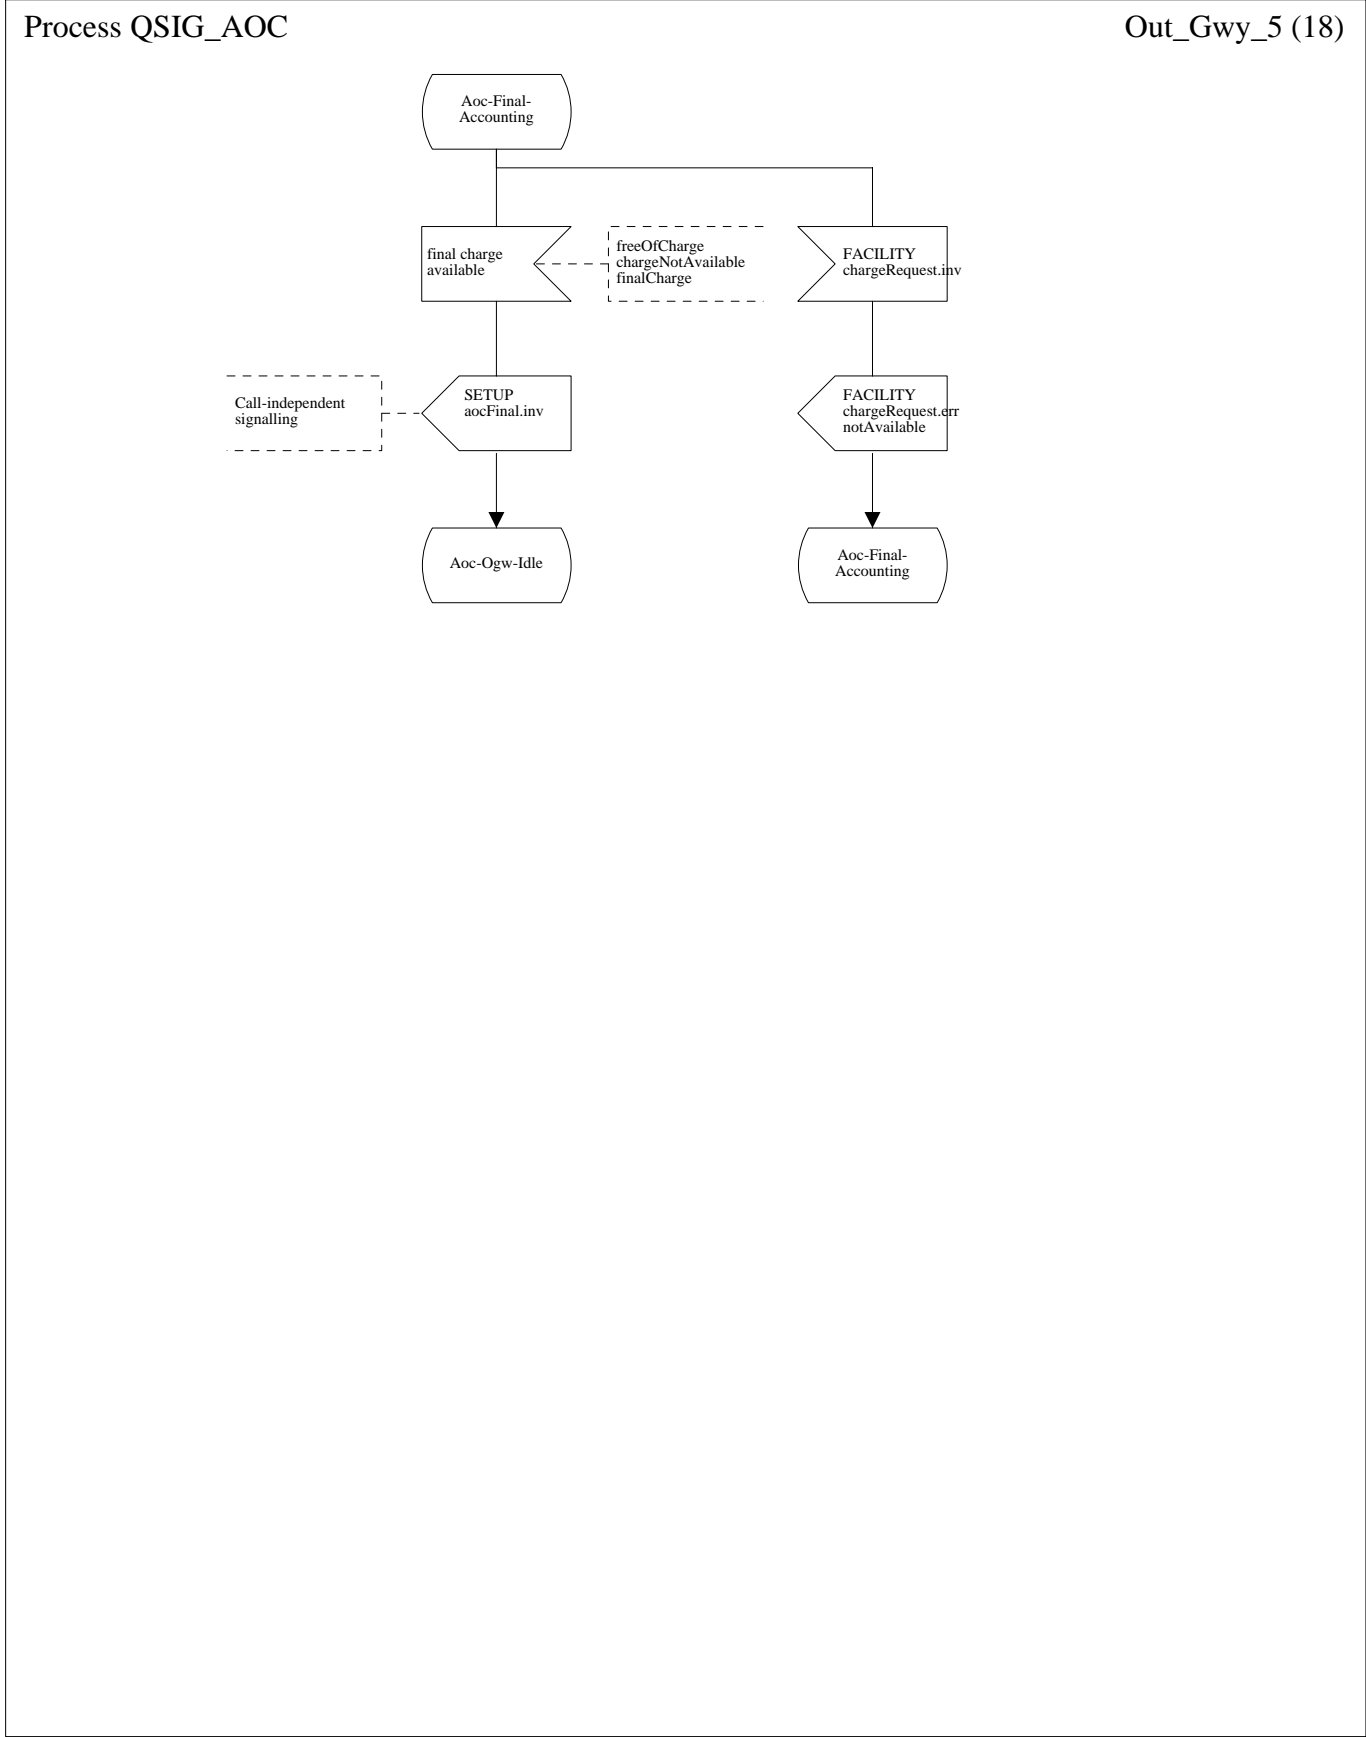 Process QSIG_AOC
Out_Gwy_5 (18)
Aoc-Final-
Accounting
final charge
available
freeOfCharge
chargeNotAvailable
finalCharge
FACILITY
chargeRequest.inv
Call-independent
signalling
SETUP
aocFinal.inv
FACILITY
chargeRequest.err
notAvailable
Aoc-Ogw-Idle
Aoc-Final-
Accounting